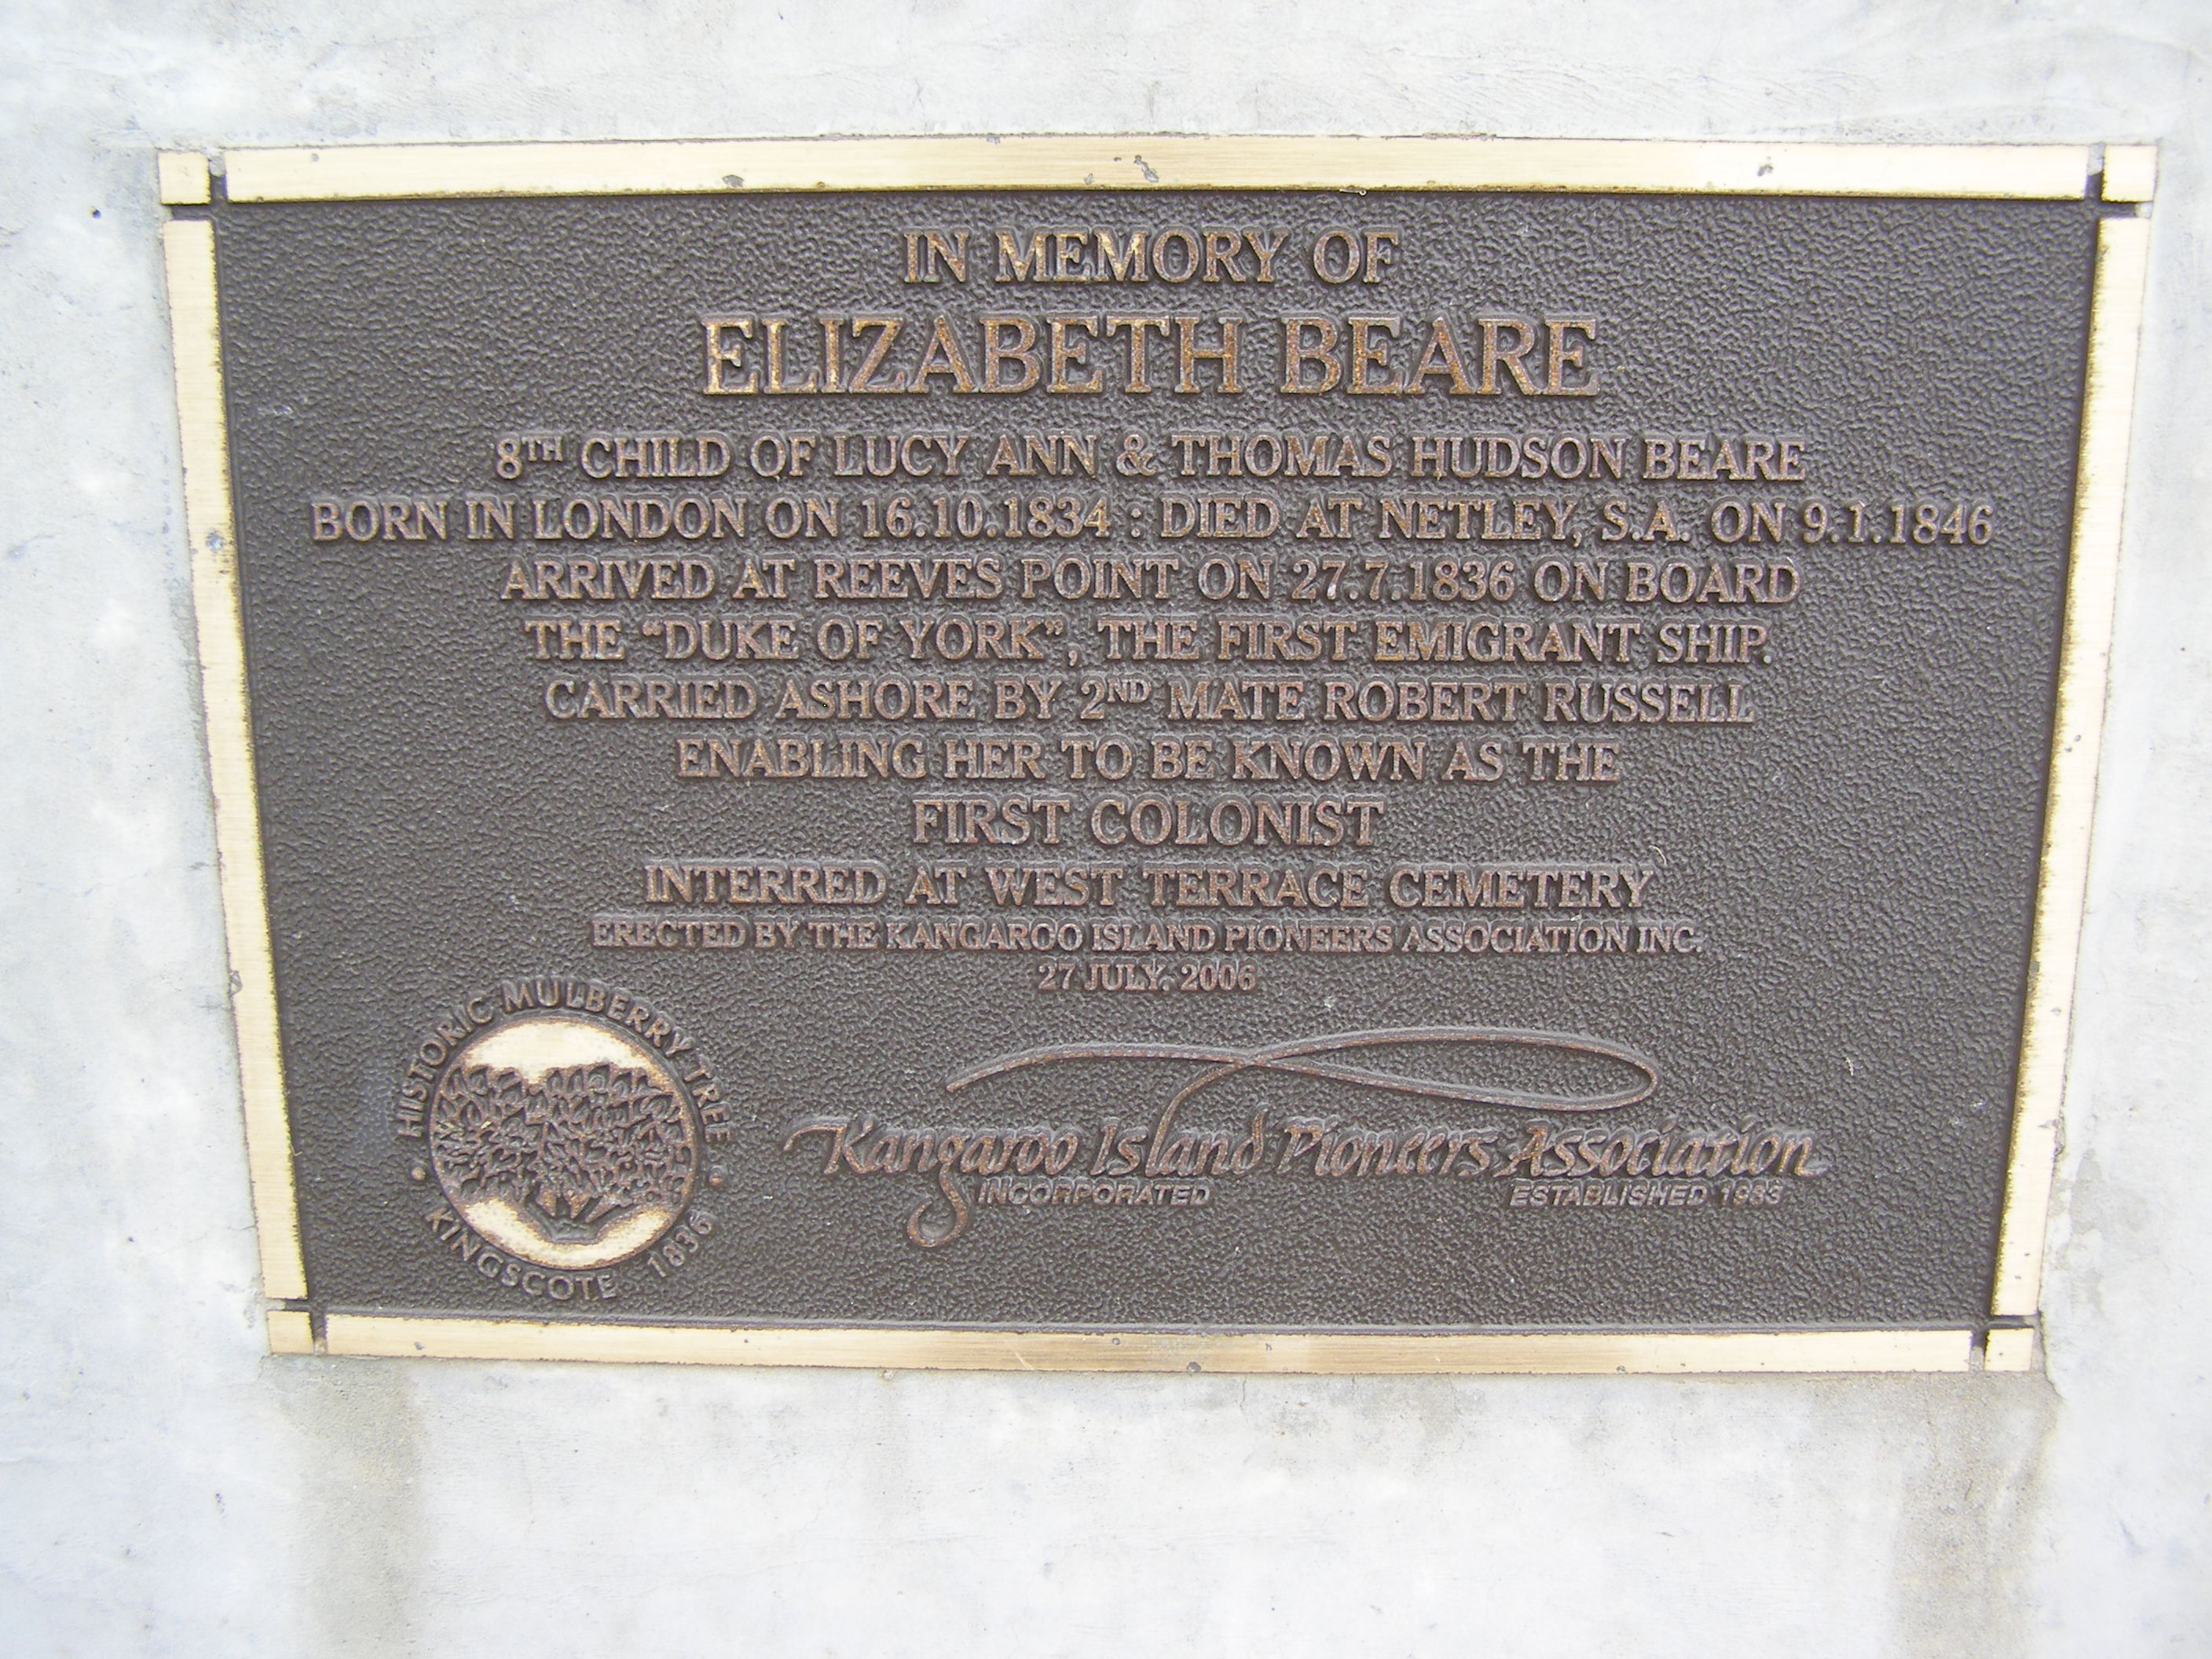 IN MEMORY OF
ELIZABETH BEARE
8TH CHILD OF LUCY ANN & THOMAS HUDSON BEARE
BORN IN LONDON ON 16.10.1834 : DIED AT NETLEY, S.A. ON 9.1.1846
ARRIVED AT REEVES POINT ON 27.7.1836 ON BOARD
THE “DUKE OF YORK”, THE FIRST EMIGRANT SHIP.
CARRIED ASHORE BY 2ND MATE ROBERT RUSSELL
ENABLING HER TO BE KNOWN AS THE
FIRST COLONIST
INTERRED AT WEST TERRACE CEMETERY
ERECTED BY THE KANGAROO ISLAND PIONEERS ASSOCIATION INC.
27 JULY, 2006
HISTORIC MULBERRY TREE
KINGSCOTE 1836
Kangaroo Island Pioneers Association
INCORPORATED ESTABLISHED 1983